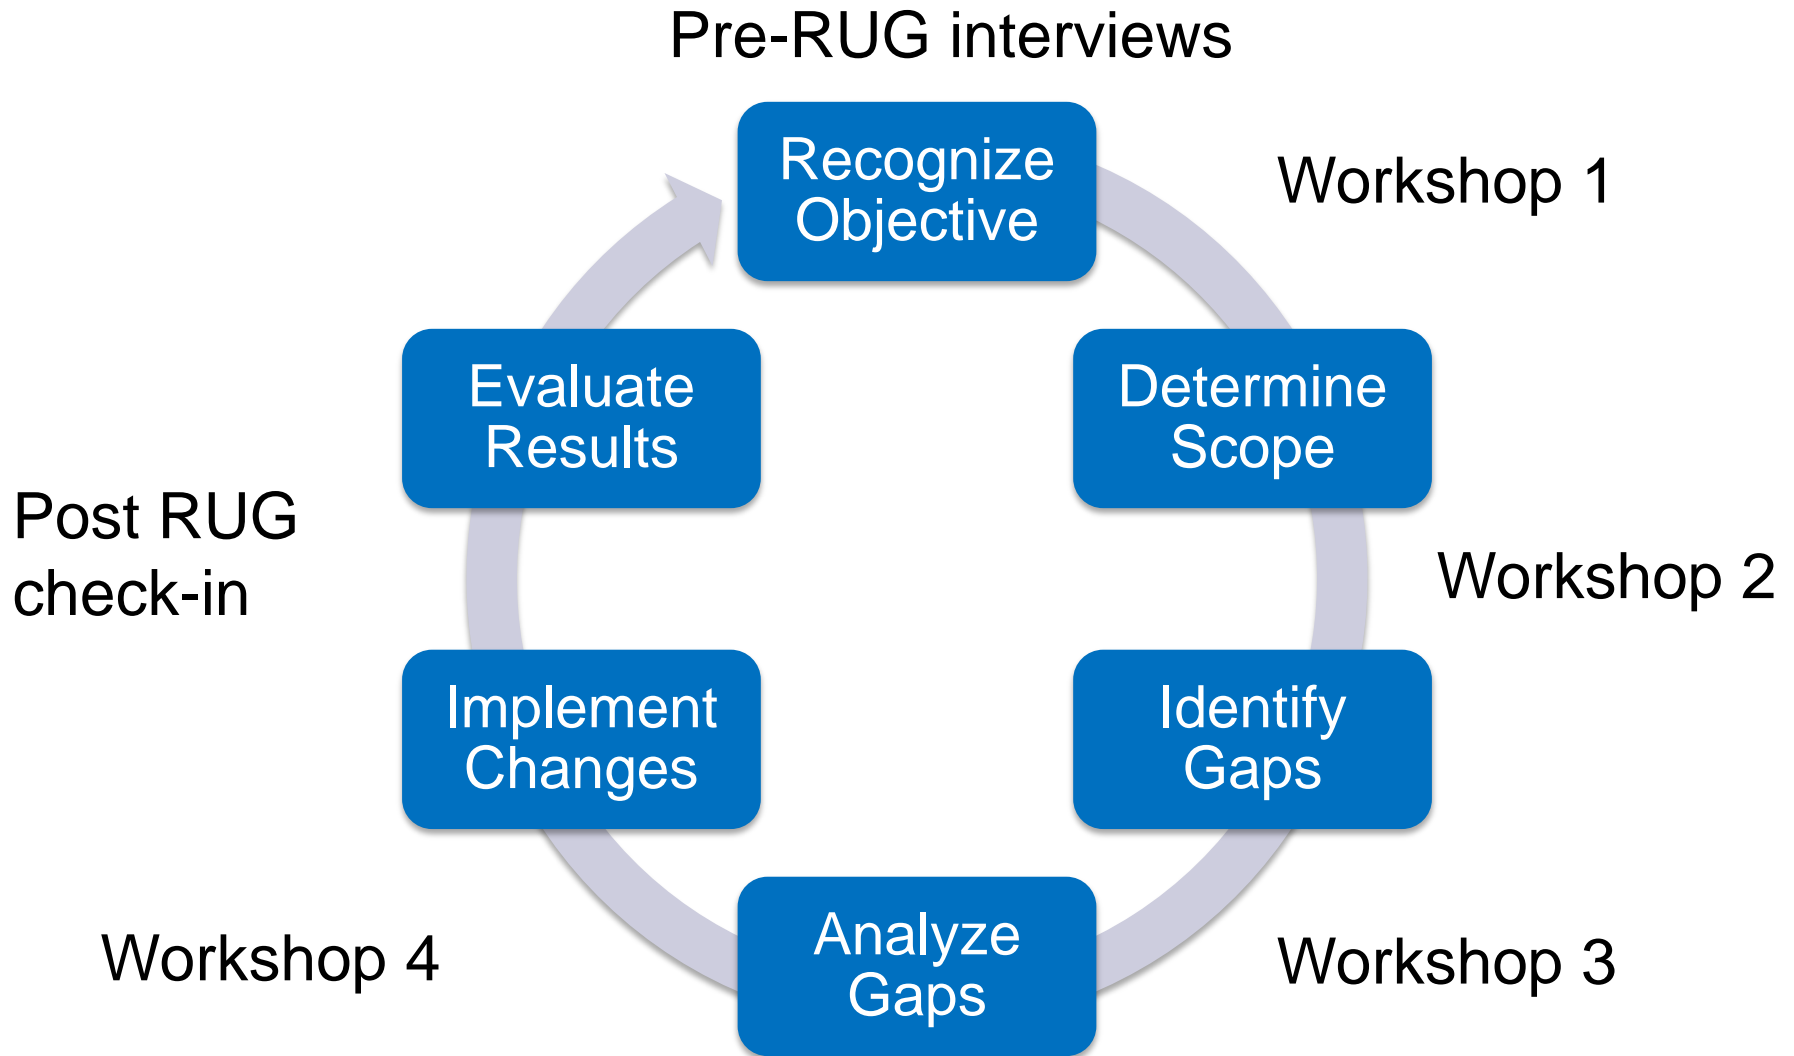 Pre-RUG interviews
Recognize
Objective
Workshop 1
Determine
Scope
Workshop 2
Identify
Gaps
Workshop 3
Analyze
Gaps
Workshop 4
Implement
Changes
Post RUG
check-in
Evaluate
Results